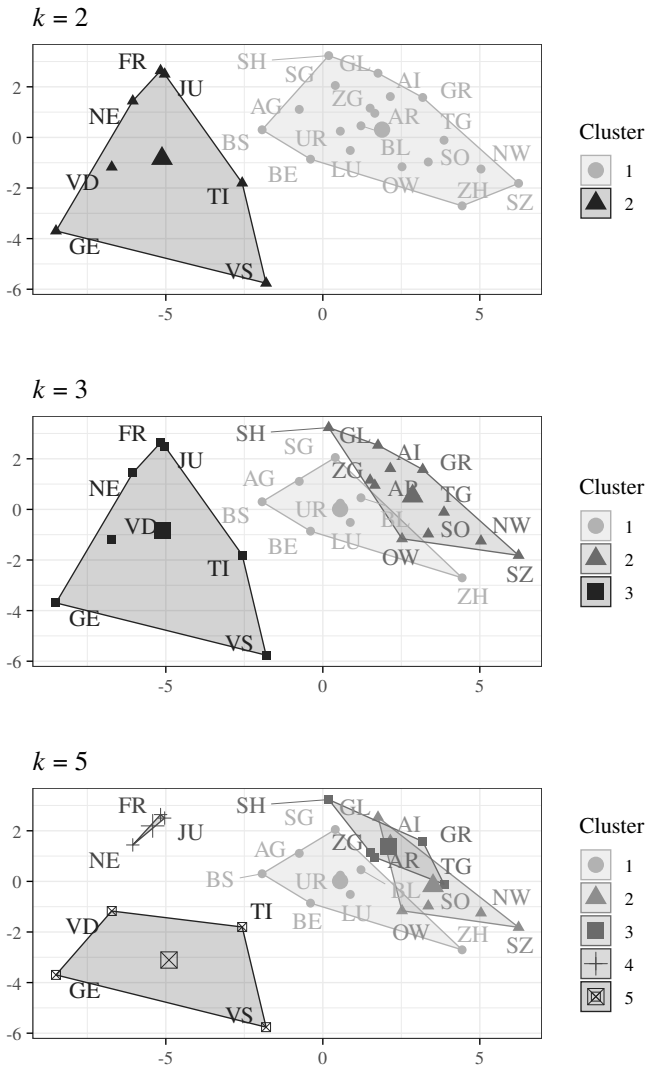 k = 2
FR
SH
GL
SG
JU
AI
GR
NE
AG
ZG
AR
TG
BS
UR
BL
SO
NW
VD
TI
BE
LU
OW
ZH
SZ
GE
VS
2
0
-2
-4
-6
-5
0
5
Cluster
1
2
k = 3
FR
SH
GL
SG
JU
AI
GR
NE
AG
ZG
AR
TG
BS
UR
BL
SO
NW
VD
TI
BE
LU
OW
ZH
SZ
GE
VS
2
0
-2
-4
-6
-5
0
5
Cluster
1
2
3
k = 5
FR
SH
GL
SG
JU
AI
GR
NE
AG
ZG
AR
TG
BS
UR
BL
SO
NW
VD
TI
BE
LU
OW
ZH
SZ
GE
VS
2
0
-2
-4
-6
-5
0
5
Cluster
1
2
3
4
5